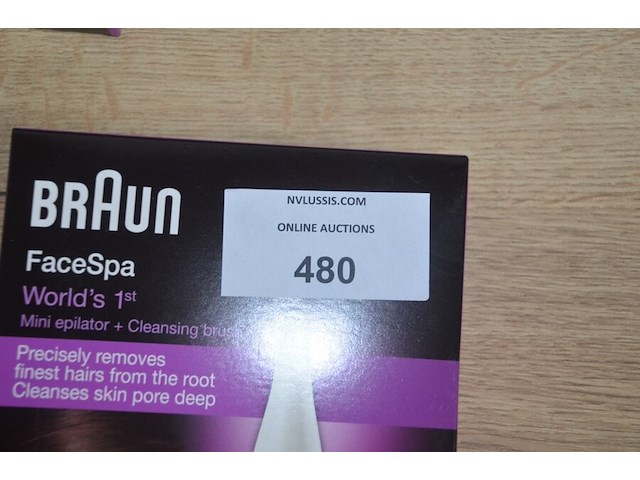 BRAUN
FaceSpa
World's 1st
Mini epilator + Cleansing brush
Precisely removes
finest hairs from the root
Cleanses skin pore deep
NVLUSSIS.COM
ONLINE AUCTIONS
480